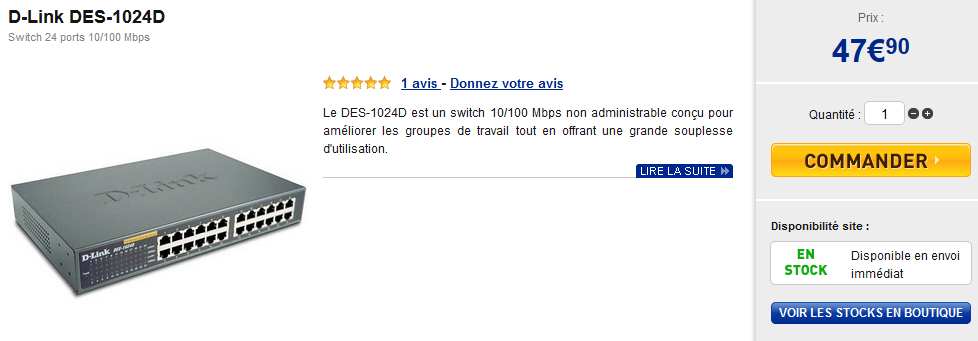 D-Link DES-1024D
Switch 24 ports 10/100 Mbps
D-Link
D-Link
DES-1024D
1 avis - Donnez votre avis
Le DES-1024D est un switch 10/100 Mbps non administrable conçu pour
améliorer les groupes de travail tout en offrant une grande souplesse
d'utilisation.
LIRE LA SUITE
Prix :
47€90
Quantité : 1
COMMANDER
Disponibilité site :
EN STOCK
Disponible en envoi
immédiat
VOIR LES STOCKS EN BOUTIQUE